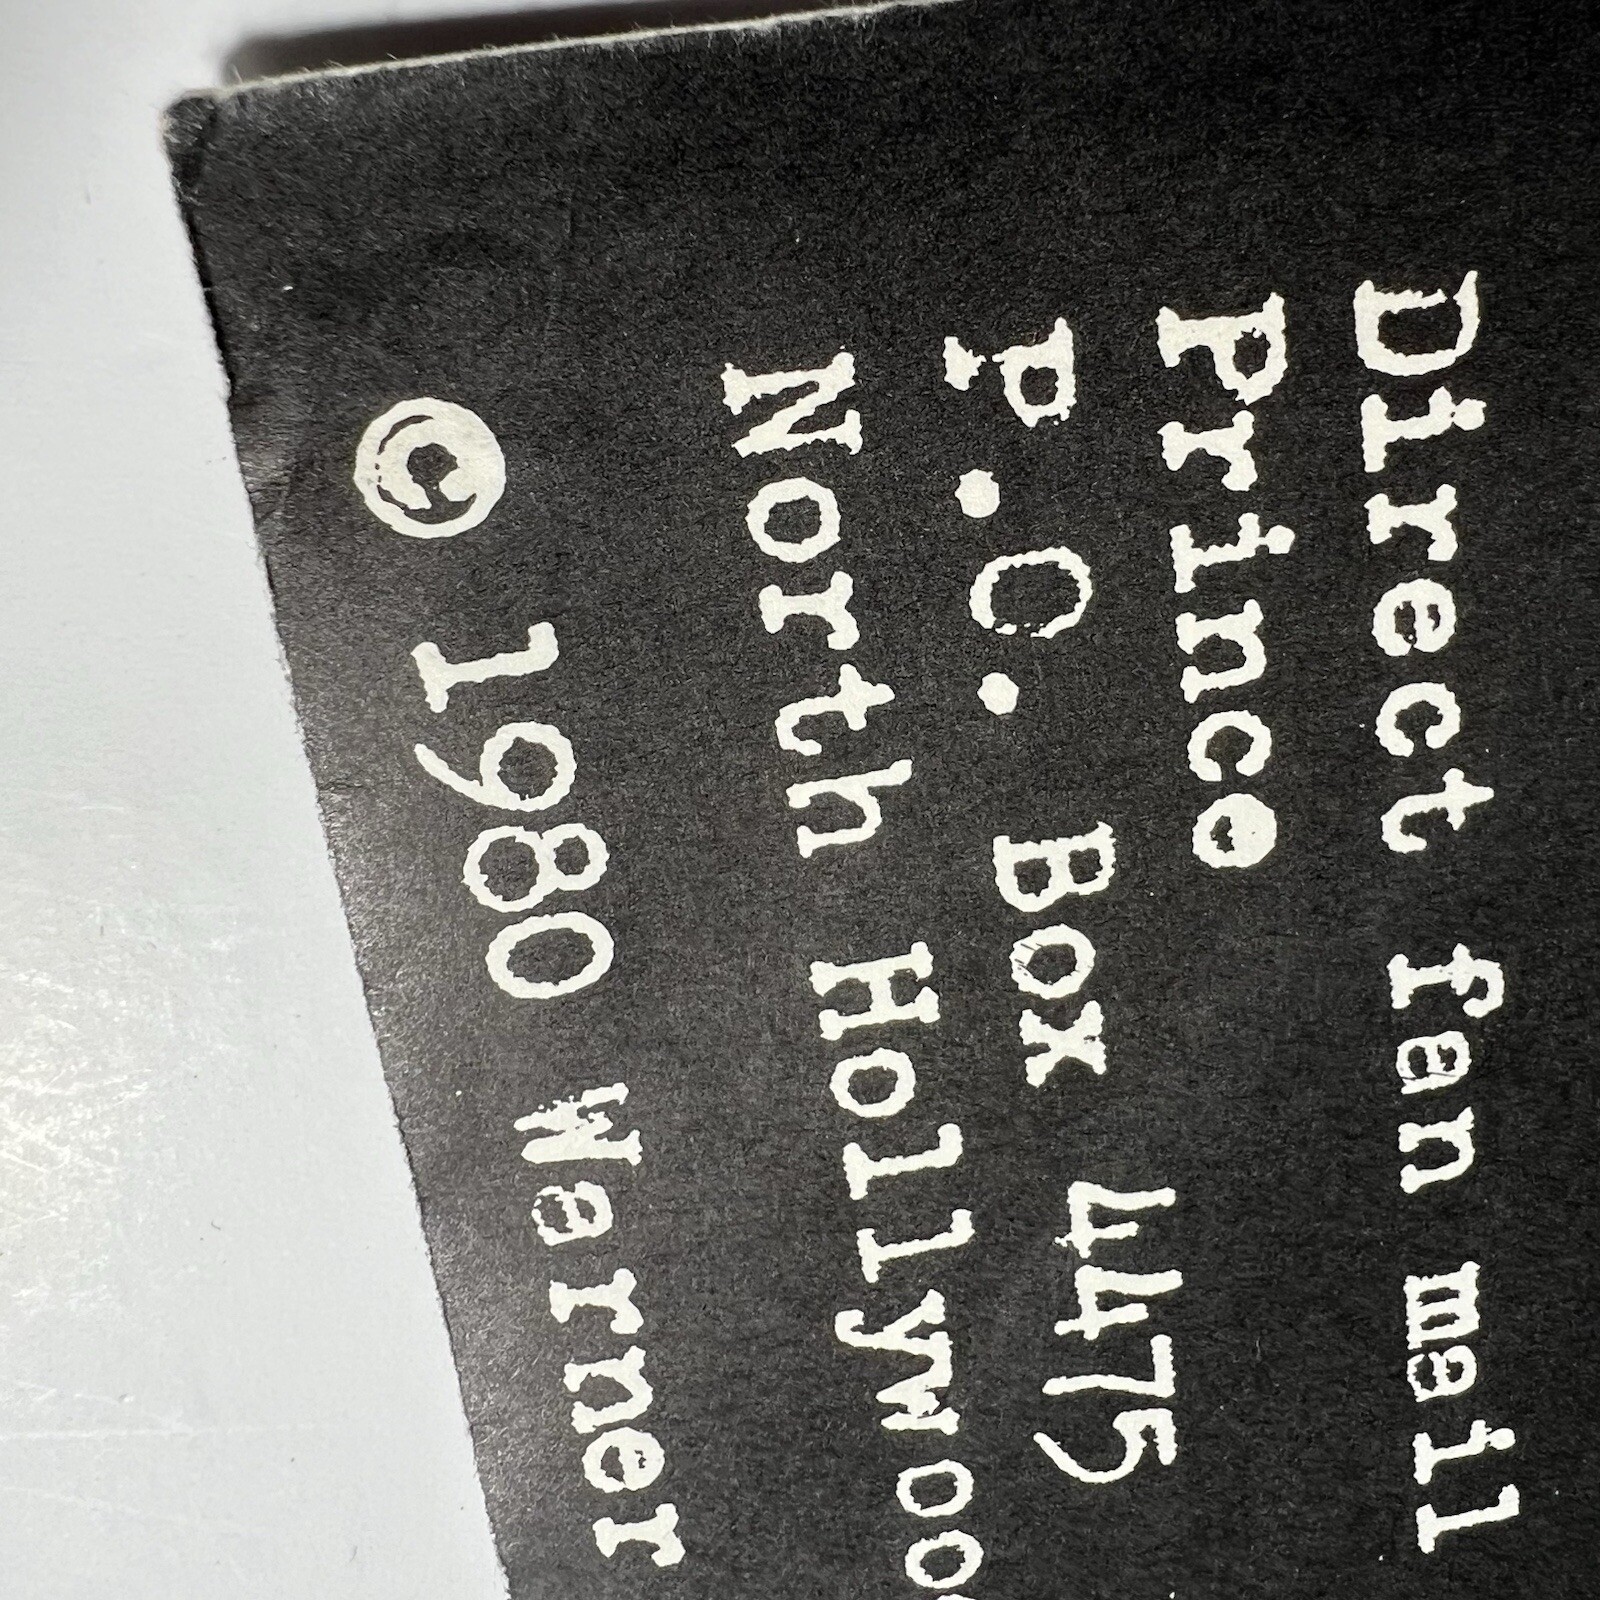 Direct fan mail
Prince
P.O. Box 4475
North Hollywoo
© 1980 Warner